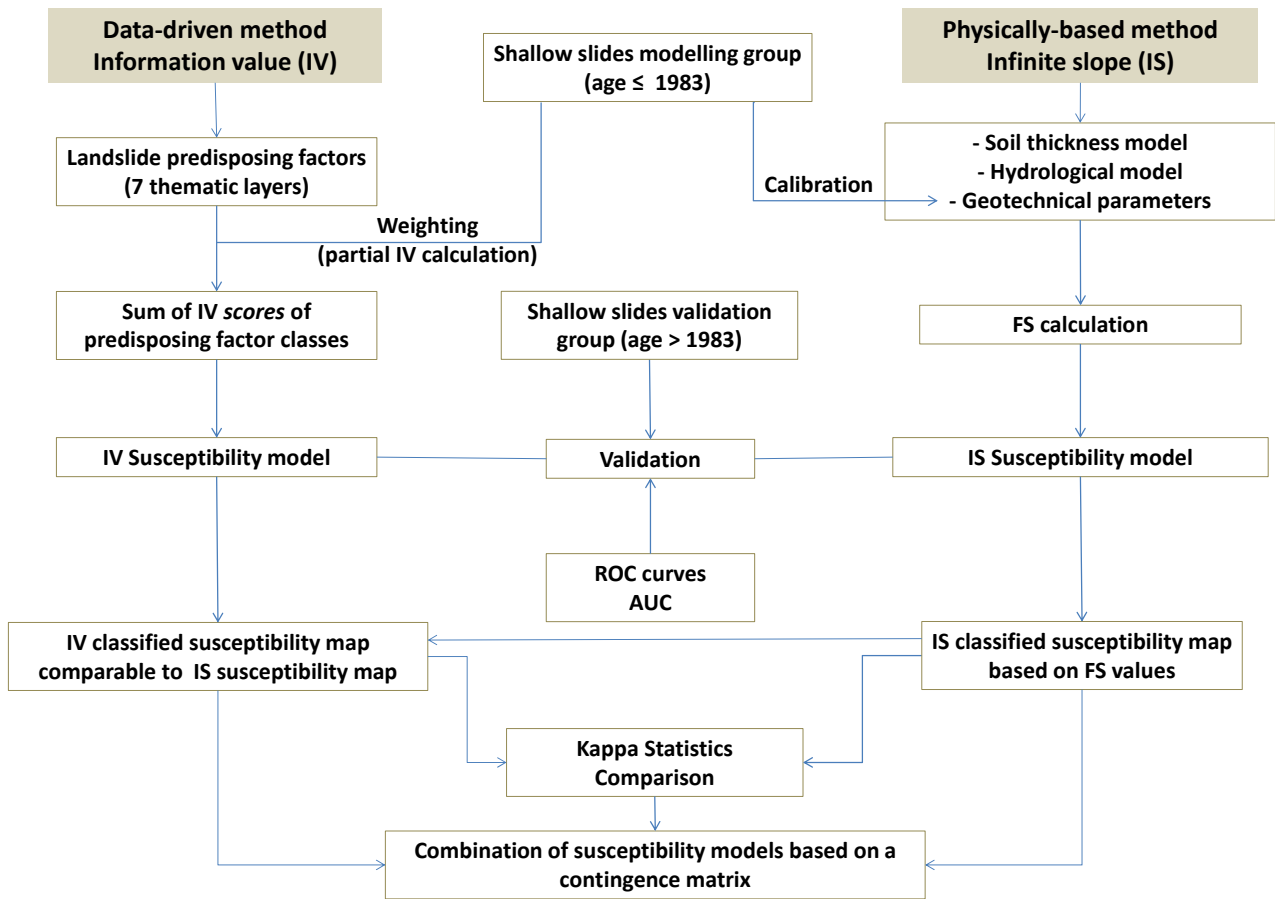 Data-driven method
Information value (IV)
Shallow slides modelling group
(age ≤ 1983)
Physically-based method
Infinite slope (IS)
Landslide predisposing factors
(7 thematic layers)
Calibration
- Soil thickness model
- Hydrological model
- Geotechnical parameters
Weighting
(partial IV calculation)
Sum of IV scores of
predisposing factor classes
Shallow slides validation
group (age > 1983)
FS calculation
IV Susceptibility model
Validation
IS Susceptibility model
ROC curves
AUC
IV classified susceptibility map
comparable to IS susceptibility map
IS classified susceptibility map
based on FS values
Kappa Statistics
Comparison
Combination of susceptibility models based on a
contingence matrix